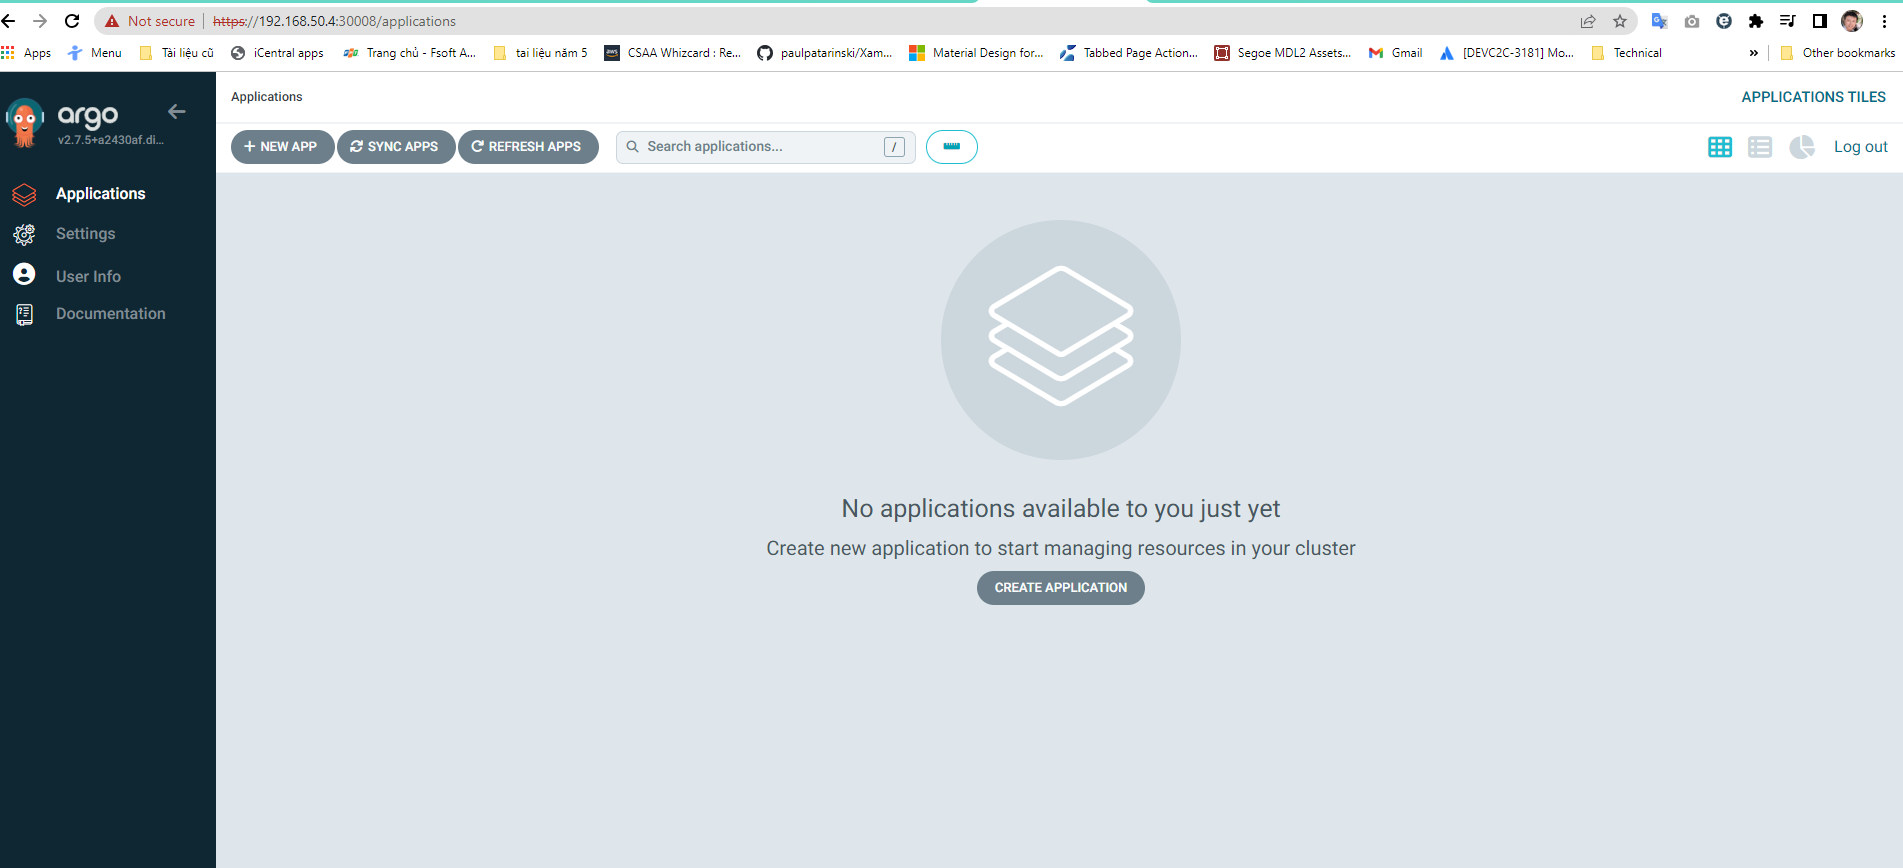 Not secure https://192.168.50.4:30008/applications
Apps Menu Tài liệu cũ iCentral apps Trang chủ - Fsoft A... tai liệu năm 5 CSAA Whizcard : Re... paulpatarinski/Xam... Material Design for... Tabbed Page Action... Segoe MDL2 Assets... Gmail [DEVC2C-3181] Mo... Technical » Other bookmarks
argo
v2.7.5+a2430af.di...
Applications
Settings
User Info
Documentation
Applications APPLICATIONS TILES
NEW APP SYNC APPS REFRESH APPS Search applications... / Log out
No applications available to you just yet
Create new application to start managing resources in your cluster
CREATE APPLICATION